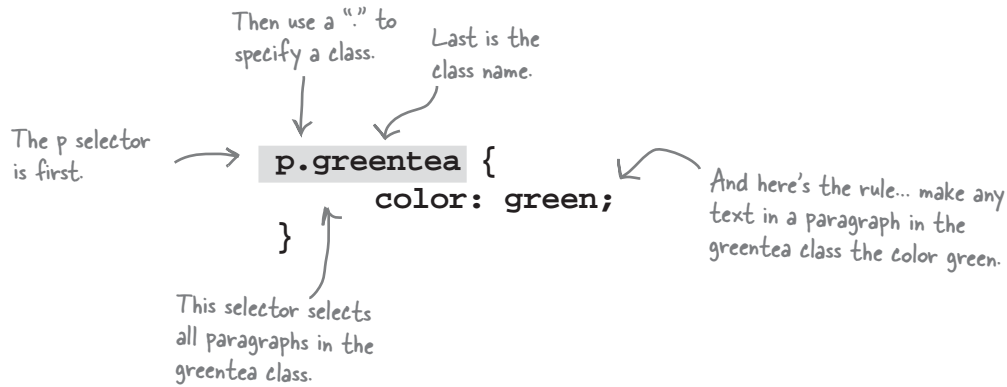 Then use a “.” to
specify a class.
Last is the
class name.
The p selector
is first.
p.greentea {
color: green;
}
And here's the rule... make any
text in a paragraph in the
greentea class the color green.
This selector selects
all paragraphs in the
greentea class.